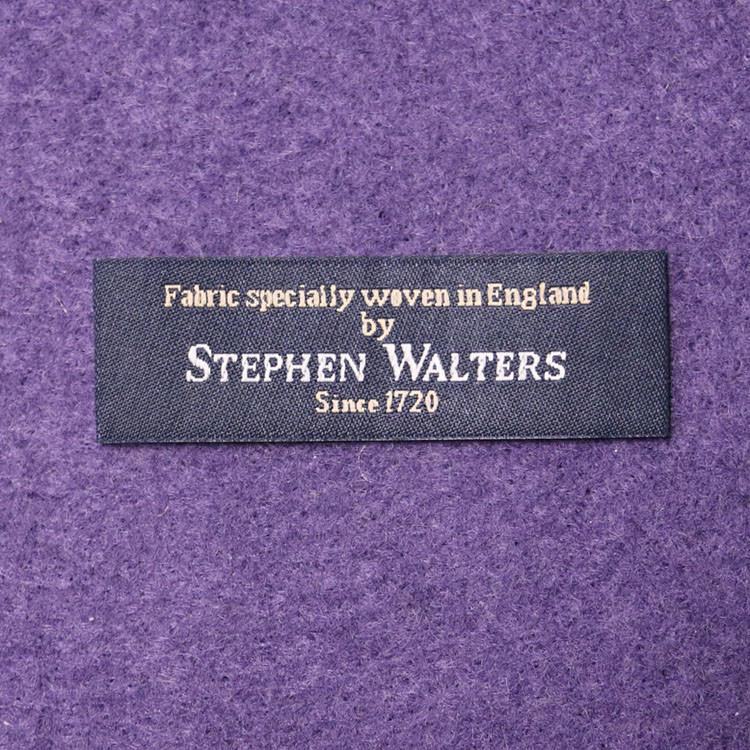 Fabric specially woven in England
by
STEPHEN WALTERS
Since 1720